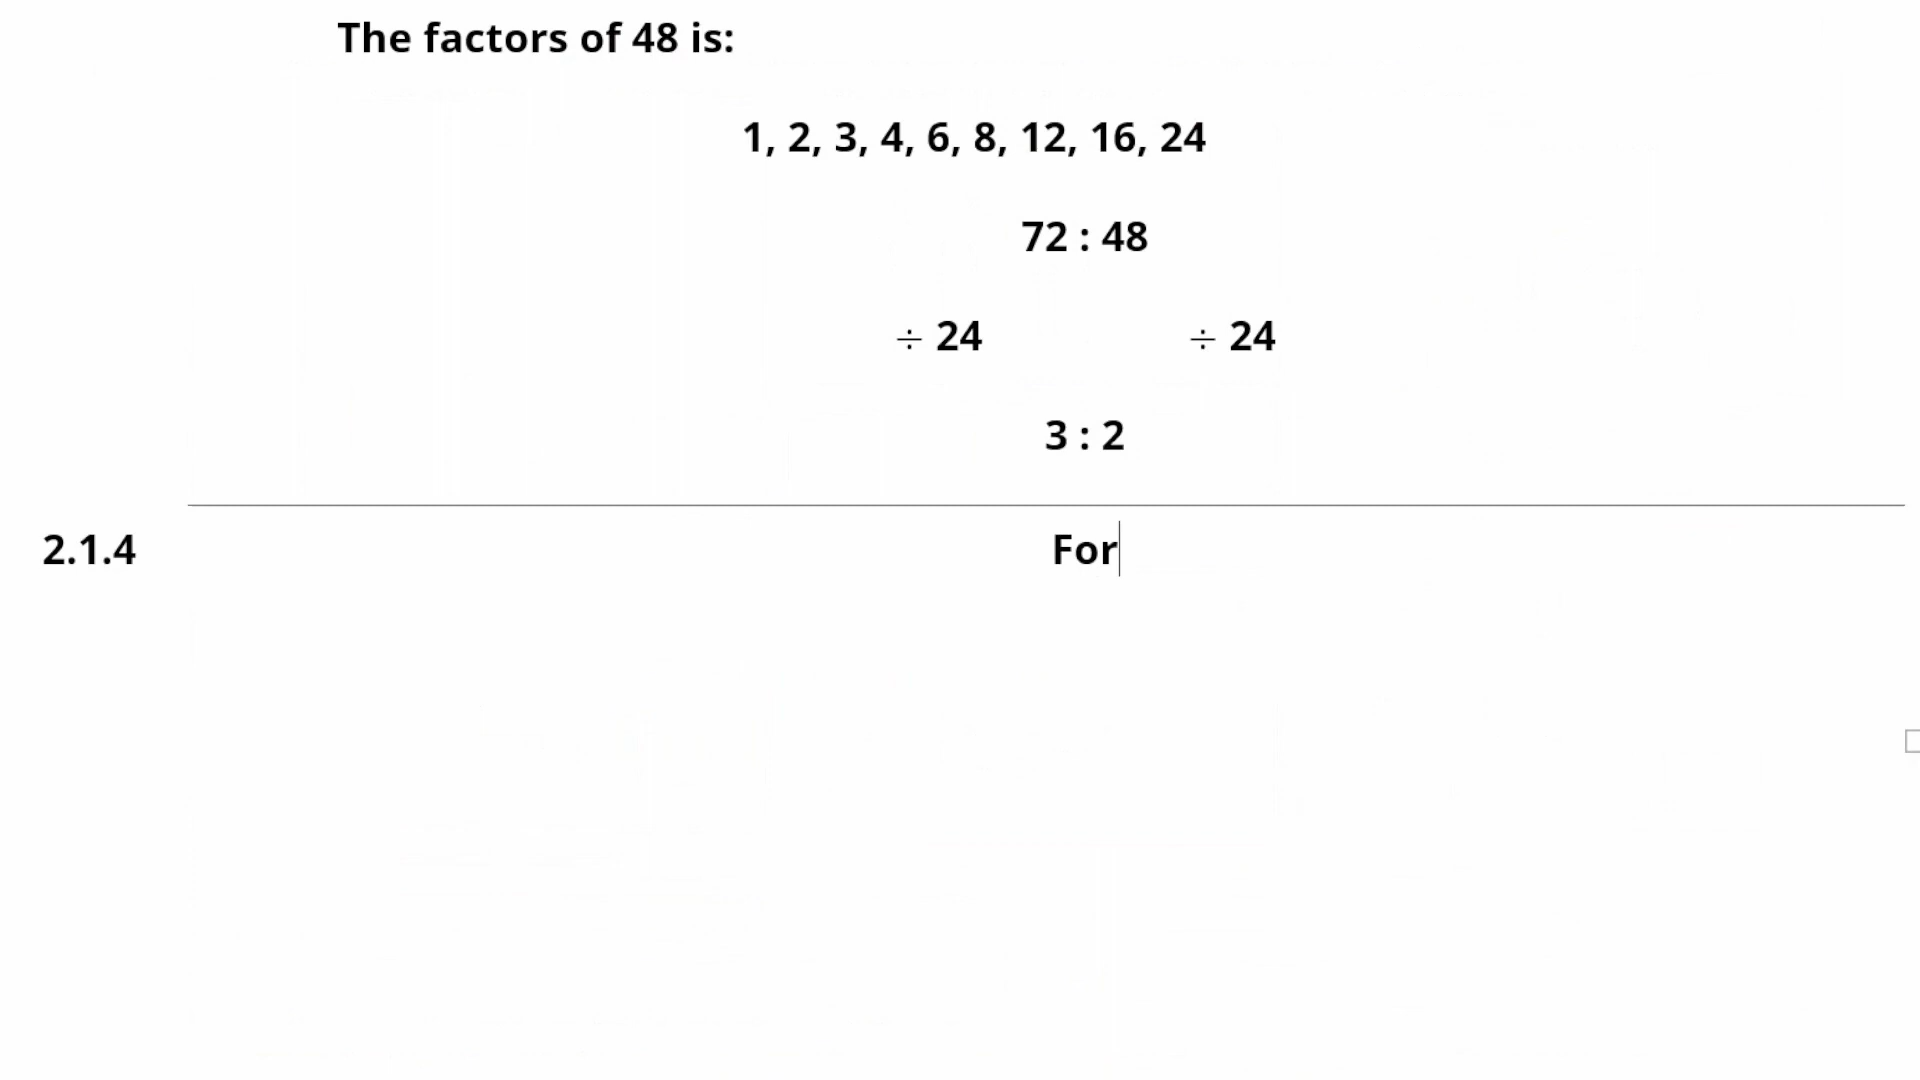 The factors of 48 is:
1, 2, 3, 4, 6, 8, 12, 16, 24
72 : 48
÷ 24 ÷ 24
3 : 2
2.1.4 For